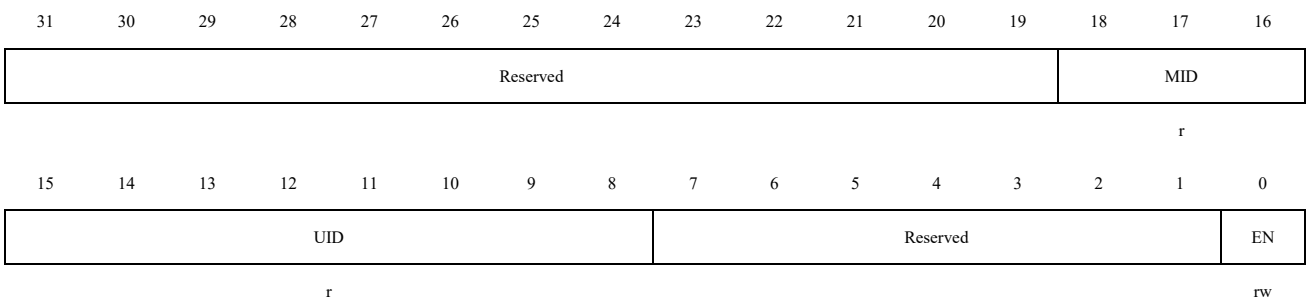 31 30 29 28 27 26 25 24 23 22 21 20 19 18 17 16
Reserved MID
r
15 14 13 12 11 10 9 8 7 6 5 4 3 2 1 0
UID Reserved EN
r rw